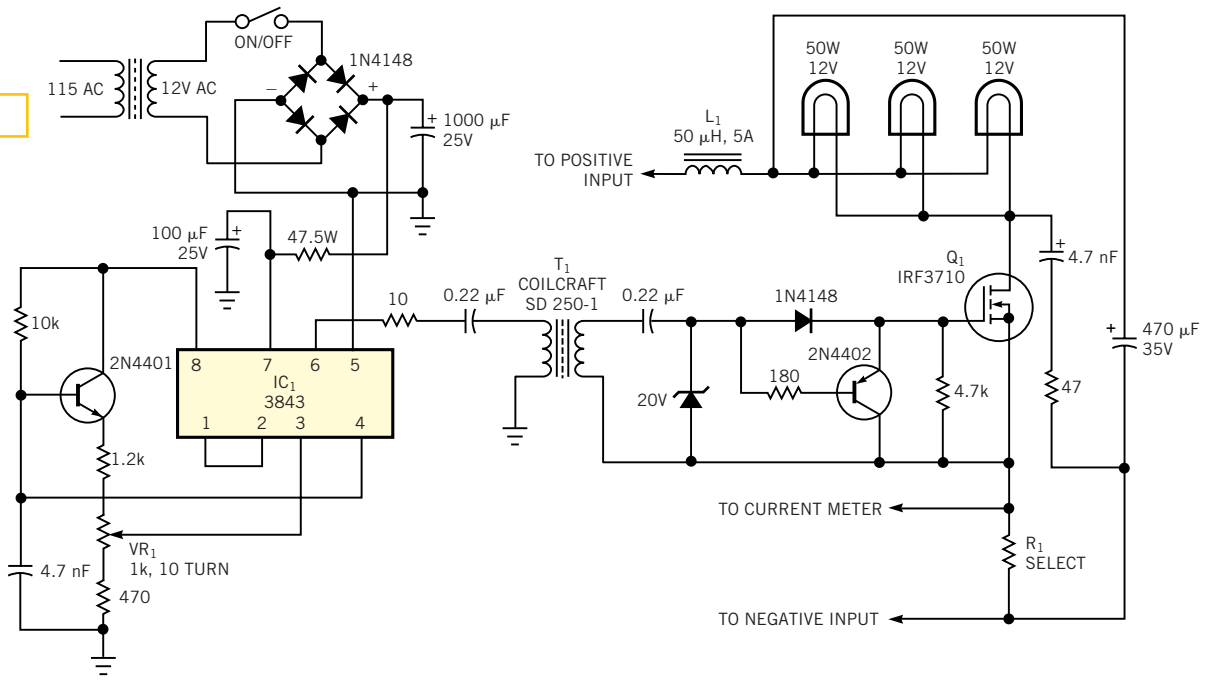 ON/OFF
1N4148
115 AC
12V AC
−
+
+
1000 µF
25V
50W
12V
50W
12V
50W
12V
L1
50 µH, 5A
TO POSITIVE
INPUT
100 µF
25V
+
47.5W
10k
2N4401
8
7
6
5
IC1
3843
1
2
3
4
10
0.22 µF
T1
COILCRAFT
SD 250-1
0.22 µF
1N4148
2N4402
180
20V
4.7k
Q1
IRF3710
+
4.7 nF
47
+
470 µF
35V
1.2k
VR1
1k, 10 TURN
4.7 nF
470
TO CURRENT METER
R1
SELECT
TO NEGATIVE INPUT